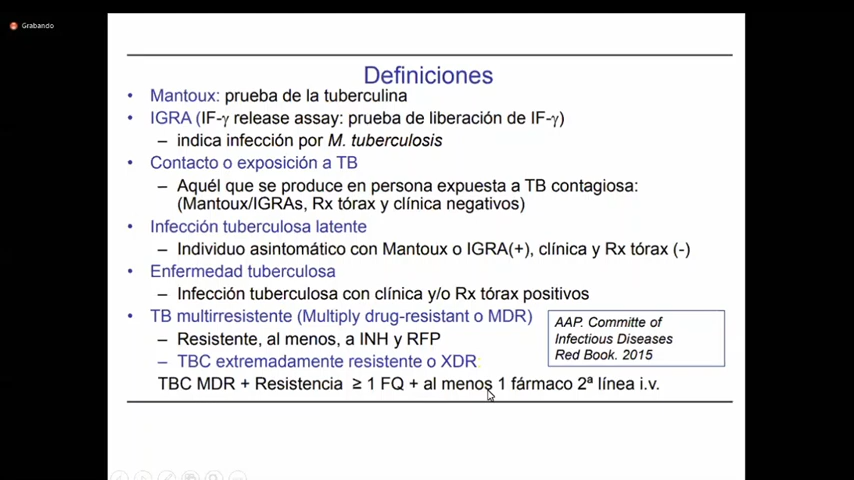 Grabando
Definiciones
• Mantoux: prueba de la tuberculina
• IGRA (IF-γ release assay: prueba de liberación de IF-γ)
– indica infección por M. tuberculosis
• Contacto o exposición a TB
– Aquél que se produce en persona expuesta a TB contagiosa:
(Mantoux/IGRAs, Rx tórax y clínica negativos)
• Infección tuberculosa latente
– Individuo asintomático con Mantoux o IGRA(+), clínica y Rx tórax (-)
• Enfermedad tuberculosa
– Infección tuberculosa con clínica y/o Rx tórax positivos
• TB multirresistente (Multiply drug-resistant o MDR)
– Resistente, al menos, a INH y RFP
– TBC extremadamente resistente o XDR:
TBC MDR + Resistencia ≥ 1 FQ + al menos 1 fármaco 2ª línea i.v.
AAP. Committe of
Infectious Diseases
Red Book. 2015